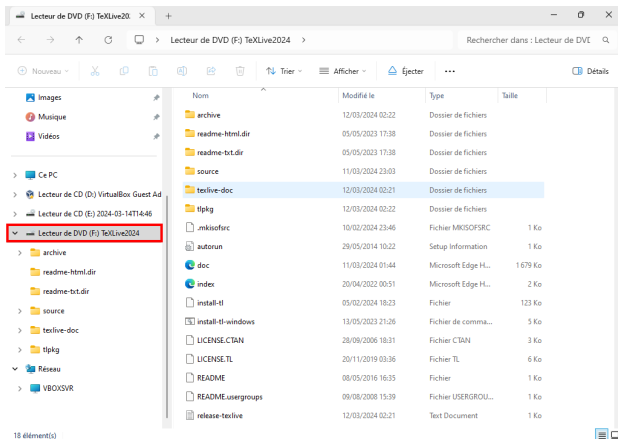 Lecteur de DVD (F:) TeXLive20
Lecteur de DVD (F:) TeXLive2024
Rechercher dans : Lecteur de DVD
Nouveau Trier Afficher Éjecter ... Détails
Images
Musique
Vidéos
Ce PC
Lecteur de CD (D:) VirtualBox Guest Ad
Lecteur de CD (E:) 2024-03-14T14:46
Lecteur de DVD (F:) TeXLive2024
archive
readme-html.dir
readme-txt.dir
source
texlive-doc
tlpkg
Réseau
VBOXSVR
Nom Modifié le Type Taille
archive 12/03/2024 02:22 Dossier de fichiers
readme-html.dir 05/05/2023 17:38 Dossier de fichiers
readme-txt.dir 05/05/2023 17:38 Dossier de fichiers
source 11/03/2024 23:03 Dossier de fichiers
texlive-doc 12/03/2024 02:21 Dossier de fichiers
tlpkg 12/03/2024 02:22 Dossier de fichiers
.mkisofsrc 10/02/2024 23:46 Fichier MKISOFSRC 1 Ko
autorun 29/05/2014 10:22 Setup Information 1 Ko
doc 11/03/2024 01:44 Microsoft Edge H... 1 679 Ko
index 20/04/2022 00:51 Microsoft Edge H... 2 Ko
install-tl 05/02/2024 18:23 Fichier 123 Ko
install-tl-windows 13/05/2023 21:26 Fichier de comma... 5 Ko
LICENSE.CTAN 28/09/2006 18:31 Fichier CTAN 3 Ko
LICENSE.TL 20/11/2019 03:36 Fichier TL 6 Ko
README 08/05/2016 16:35 Fichier 1 Ko
README.usergroups 09/08/2008 15:39 Fichier USERGROU... 1 Ko
release-texlive 12/03/2024 02:21 Text Document 1 Ko
18 élément(s)